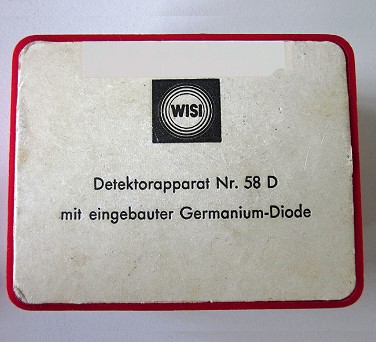 WISI
Detektorapparat Nr. 58 D
mit eingebauter Germanium-Diode